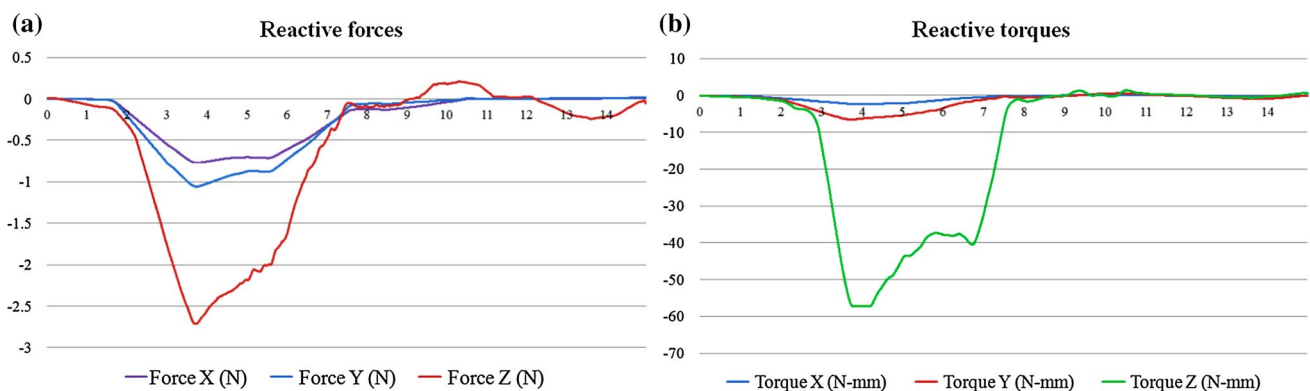 (a)
Reactive forces
0.5
0
-0.5
-1
-1.5
-2
-2.5
-3
0 1 2 3 4 5 6 7 8 9 10 11 12 13 14
Force X (N) Force Y (N) Force Z (N)
(b)
Reactive torques
10
0
-10
-20
-30
-40
-50
-60
-70
0 1 2 3 4 5 6 7 8 9 10 11 12 13 14
Torque X (N-mm) Torque Y (N-mm) Torque Z (N-mm)